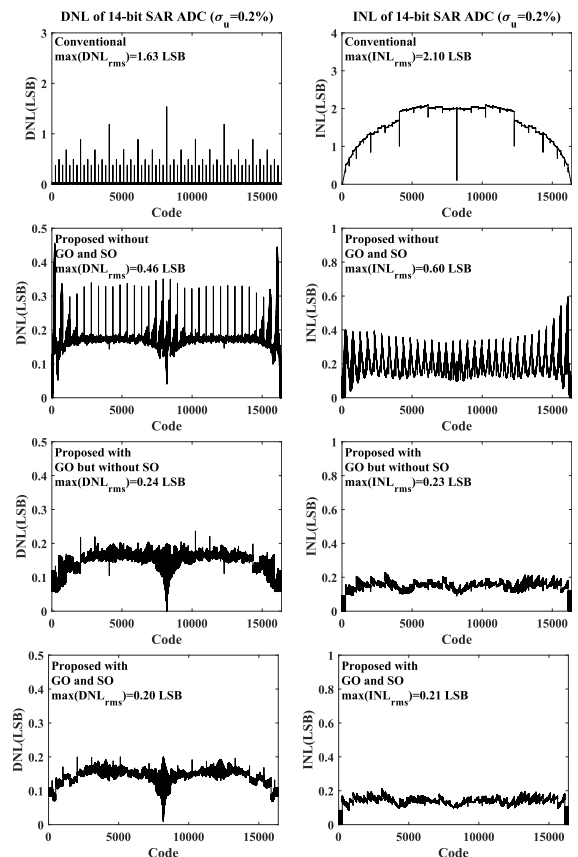 DNL of 14-bit SAR ADC (σu=0.2%)
INL of 14-bit SAR ADC (σu=0.2%)
Conventional
max(DNLrms)=1.63 LSB
DNL(LSB)
3
2
1
0
0 5000 10000 15000
Code
Conventional
max(INLrms)=2.10 LSB
INL(LSB)
4
3
2
1
0
0 5000 10000 15000
Code
Proposed without
GO and SO
max(DNLrms)=0.46 LSB
DNL(LSB)
0.5
0.4
0.3
0.2
0.1
0
0 5000 10000 15000
Code
Proposed without
GO and SO
max(INLrms)=0.60 LSB
INL(LSB)
1
0.8
0.6
0.4
0.2
0
0 5000 10000 15000
Code
Proposed with
GO but without SO
max(DNLrms)=0.24 LSB
DNL(LSB)
0.5
0.4
0.3
0.2
0.1
0
0 5000 10000 15000
Code
Proposed with
GO but without SO
max(INLrms)=0.23 LSB
INL(LSB)
1
0.8
0.6
0.4
0.2
0
0 5000 10000 15000
Code
Proposed with
GO and SO
max(DNLrms)=0.20 LSB
DNL(LSB)
0.5
0.4
0.3
0.2
0.1
0
0 5000 10000 15000
Code
Proposed with
GO and SO
max(INLrms)=0.21 LSB
INL(LSB)
1
0.8
0.6
0.4
0.2
0
0 5000 10000 15000
Code